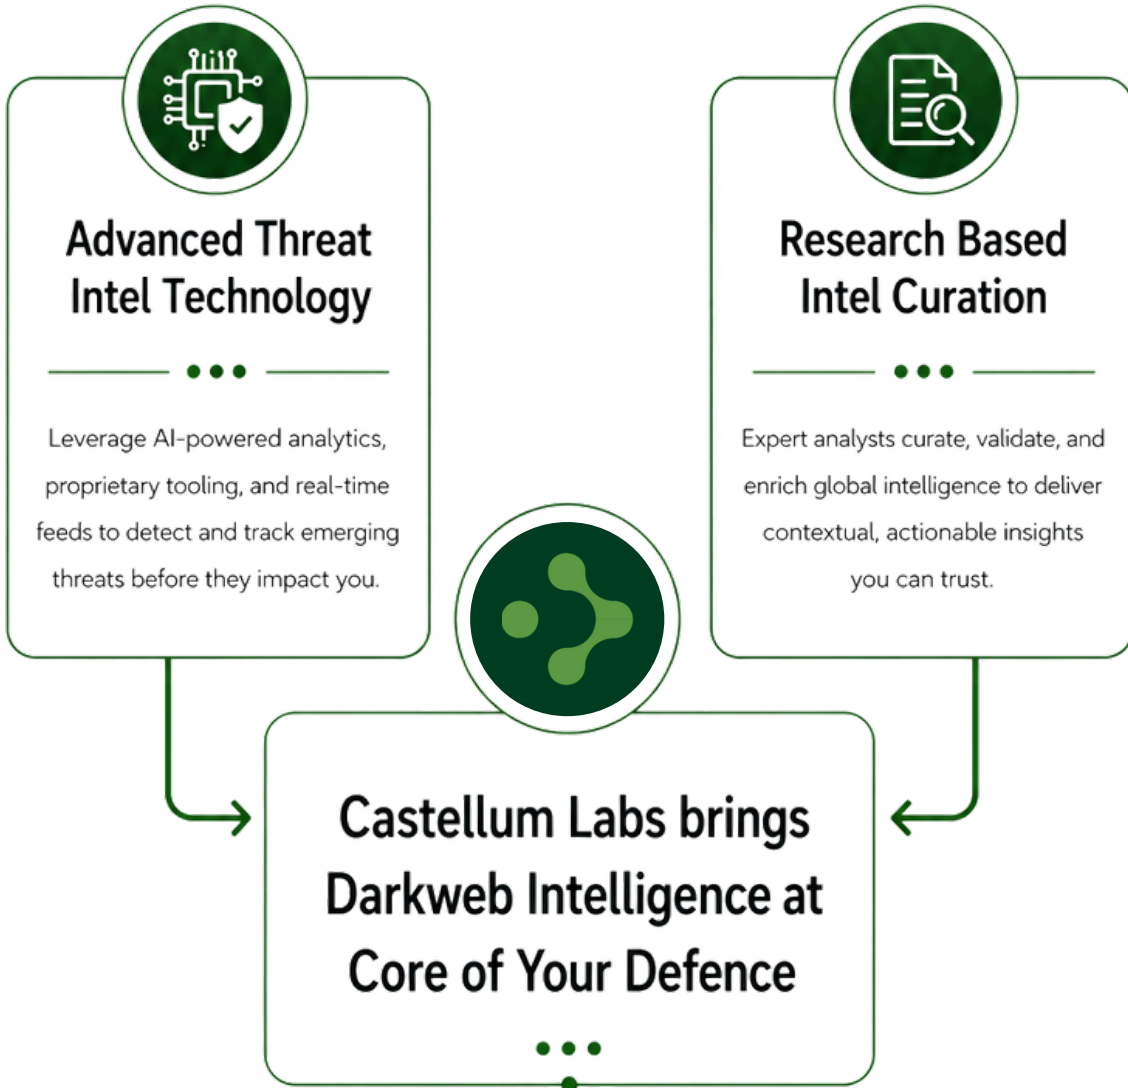 Advanced Threat
Intel Technology
Leverage AI-powered analytics,
proprietary tooling, and real-time
feeds to detect and track emerging
threats before they impact you.
Research Based
Intel Curation
Expert analysts curate, validate, and
enrich global intelligence to deliver
contextual, actionable insights
you can trust.
Castellum Labs brings
Darkweb Intelligence at
Core of Your Defence